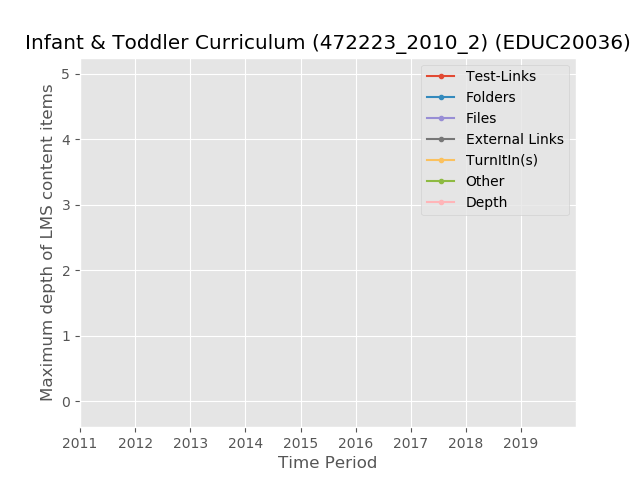 Infant & Toddler Curriculum (472223_2010_2) (EDUC20036)
Maximum depth of LMS content items
5
4
3
2
1
0
Test-Links
Folders
Files
External Links
TurnItIn(s)
Other
Depth
2011 2012 2013 2014 2015 2016 2017 2018 2019
Time Period